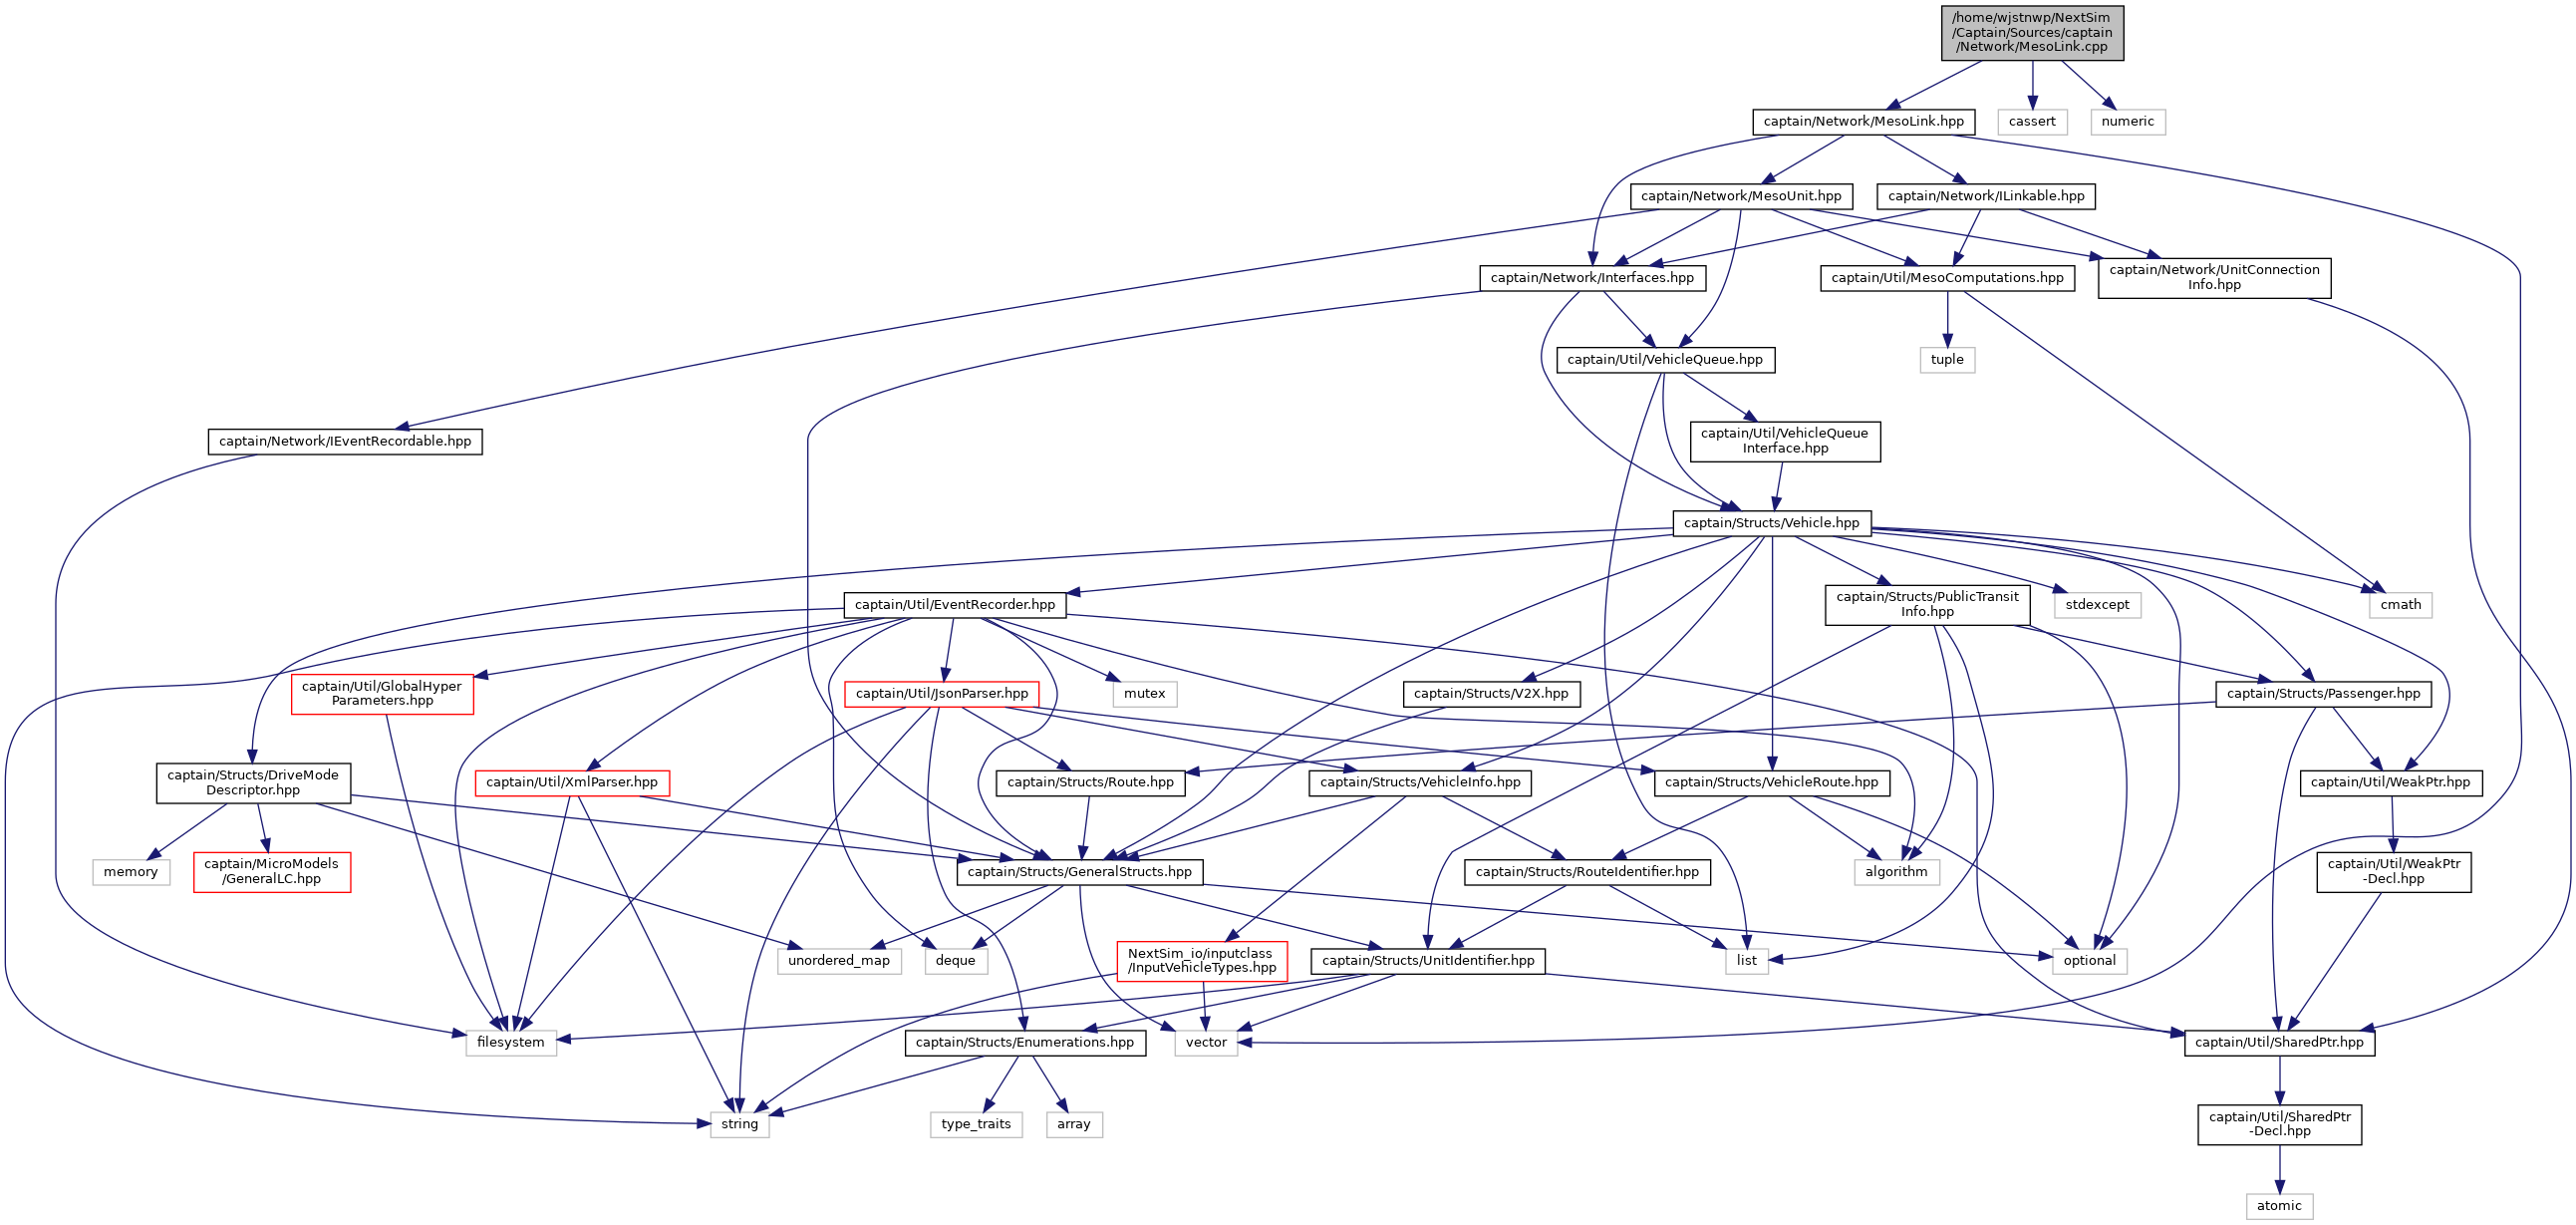 /home/wjstnwp/NextSim
/Captain/Sources/captain
/Network/MesoLink.cpp
captain/Network/MesoLink.hpp
cassert
numeric
captain/Network/MesoUnit.hpp
captain/Network/ILinkable.hpp
captain/Network/Interfaces.hpp
captain/Util/MesoComputations.hpp
captain/Network/UnitConnection
Info.hpp
captain/Util/VehicleQueue.hpp
tuple
captain/Network/IEventRecordable.hpp
captain/Util/VehicleQueue
Interface.hpp
captain/Structs/Vehicle.hpp
captain/Util/EventRecorder.hpp
captain/Structs/PublicTransit
Info.hpp
stdexcept
cmath
captain/Util/GlobalHyper
Parameters.hpp
captain/Util/JsonParser.hpp
mutex
captain/Structs/V2X.hpp
captain/Structs/Passenger.hpp
captain/Structs/DriveMode
Descriptor.hpp
captain/Util/XmlParser.hpp
captain/Structs/Route.hpp
captain/Structs/VehicleInfo.hpp
captain/Structs/VehicleRoute.hpp
captain/Util/WeakPtr.hpp
memory
captain/MicroModels
/GeneralLC.hpp
captain/Structs/GeneralStructs.hpp
captain/Structs/RouteIdentifier.hpp
algorithm
captain/Util/WeakPtr
-Decl.hpp
unordered_map
deque
NextSim_io/inputclass
/InputVehicleTypes.hpp
captain/Structs/UnitIdentifier.hpp
list
optional
filesystem
captain/Structs/Enumerations.hpp
vector
captain/Util/SharedPtr.hpp
string
type_traits
array
captain/Util/SharedPtr
-Decl.hpp
atomic